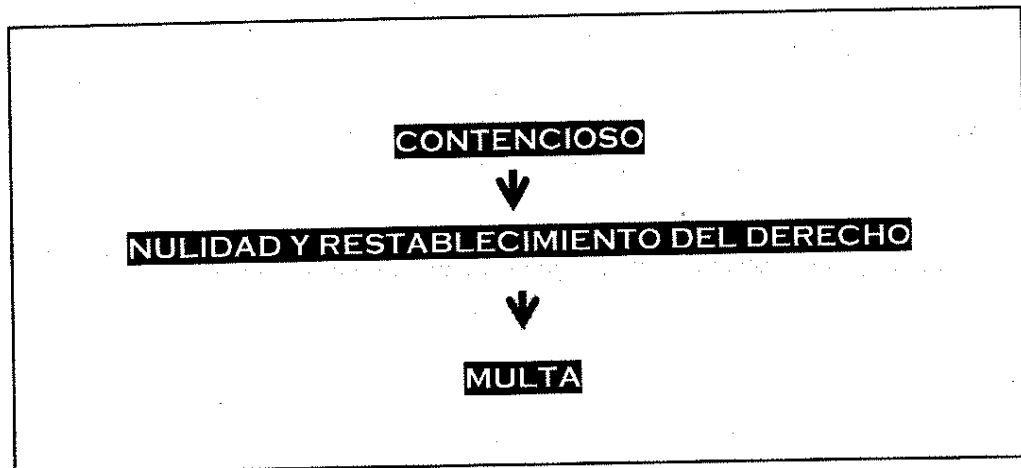 CONTENCIOSO
NULIDAD Y RESTABLECIMIENTO DEL DERECHO
MULTA